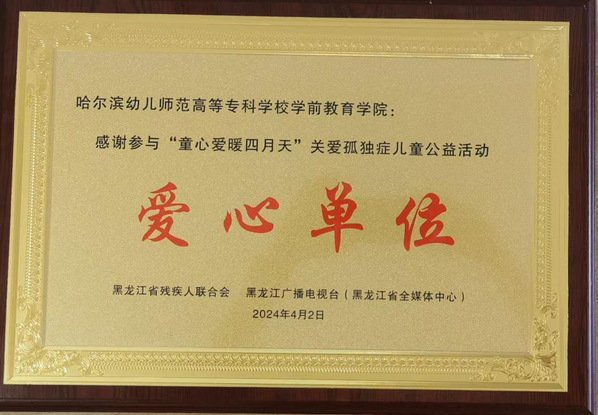 哈尔滨幼儿师范高等专科学校学前教育学院：
感谢参与“童心爱暖四月天”关爱孤独症儿童公益活动
爱心单位
黑龙江省残疾人联合会 黑龙江广播电视台（黑龙江省全媒体中心）
2024年4月2日